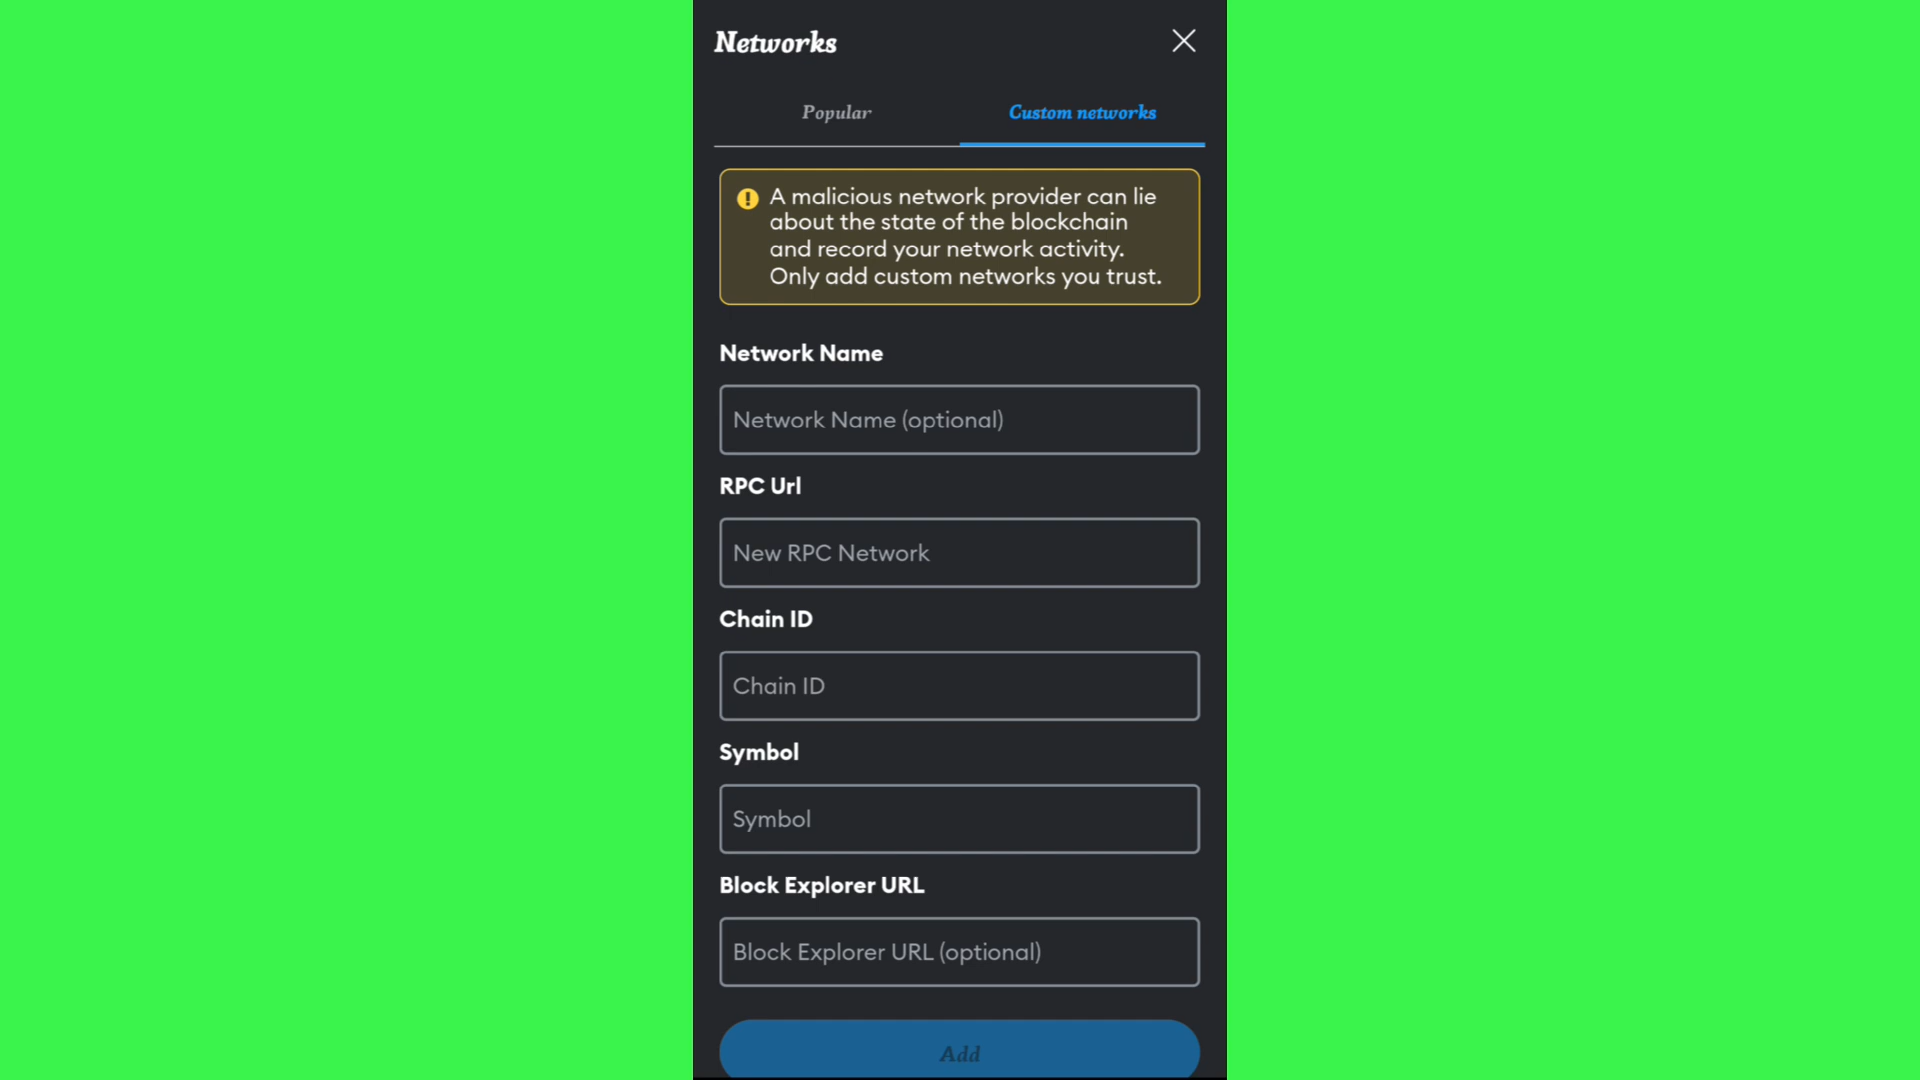 Networks
Popular
Custom networks
A malicious network provider can lie
about the state of the blockchain
and record your network activity.
Only add custom networks you trust.
Network Name
Network Name (optional)
RPC Url
New RPC Network
Chain ID
Chain ID
Symbol
Symbol
Block Explorer URL
Block Explorer URL (optional)
Add